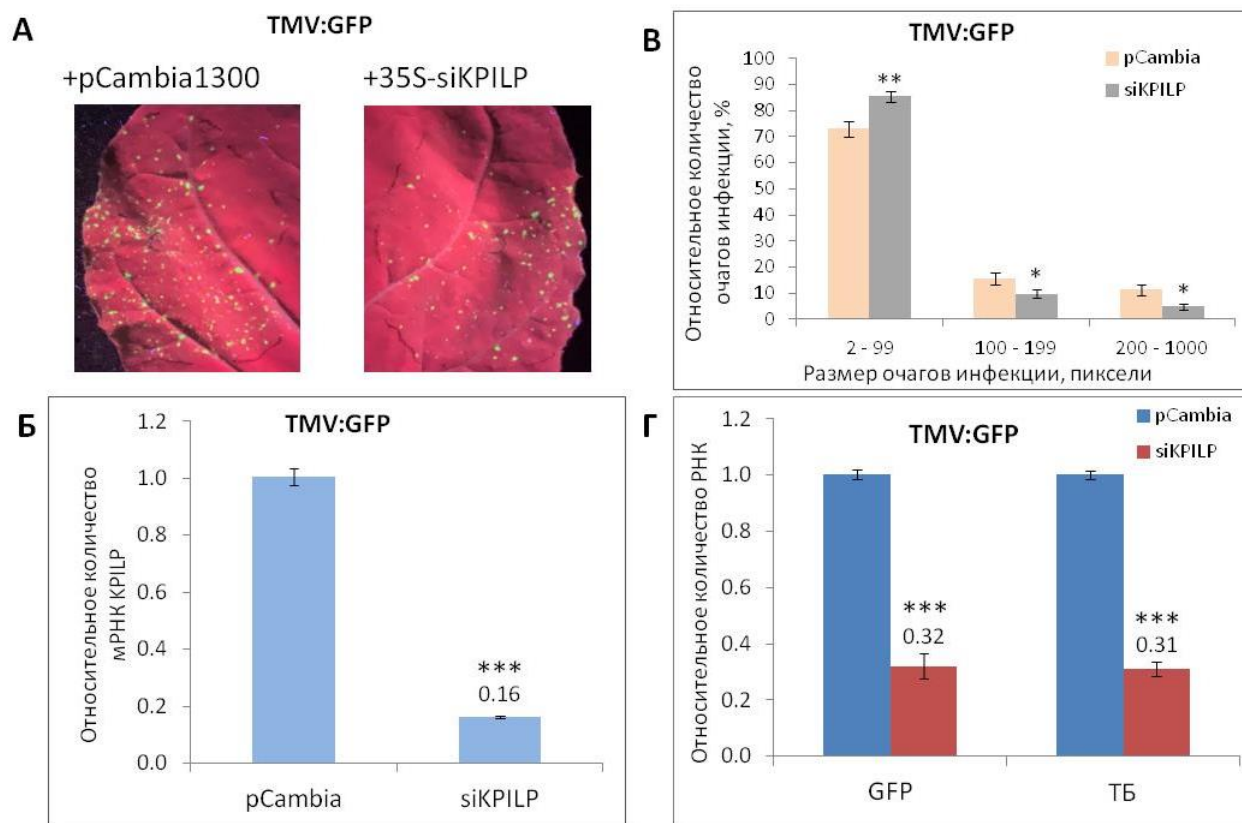 А
TMV:GFP
+pCambia1300
+35S-siKPILP
В
TMV:GFP
pCambia
siKPILP
Относительное количество
очагов инфекции, %
100
90
80
70
60
50
40
30
20
10
0
**
*
*
2 - 99
100 - 199
200 - 1000
Размер очагов инфекции, пиксели
Б
TMV:GFP
Относительное количество
мРНК KPILP
1.2
1.0
0.8
0.6
0.4
0.2
0.0
***
0.16
pCambia
siKPILP
Г
TMV:GFP
pCambia
siKPILP
Относительное количество РНК
1.2
1.0
0.8
0.6
0.4
0.2
0.0
***
0.32
***
0.31
GFP
ТБ